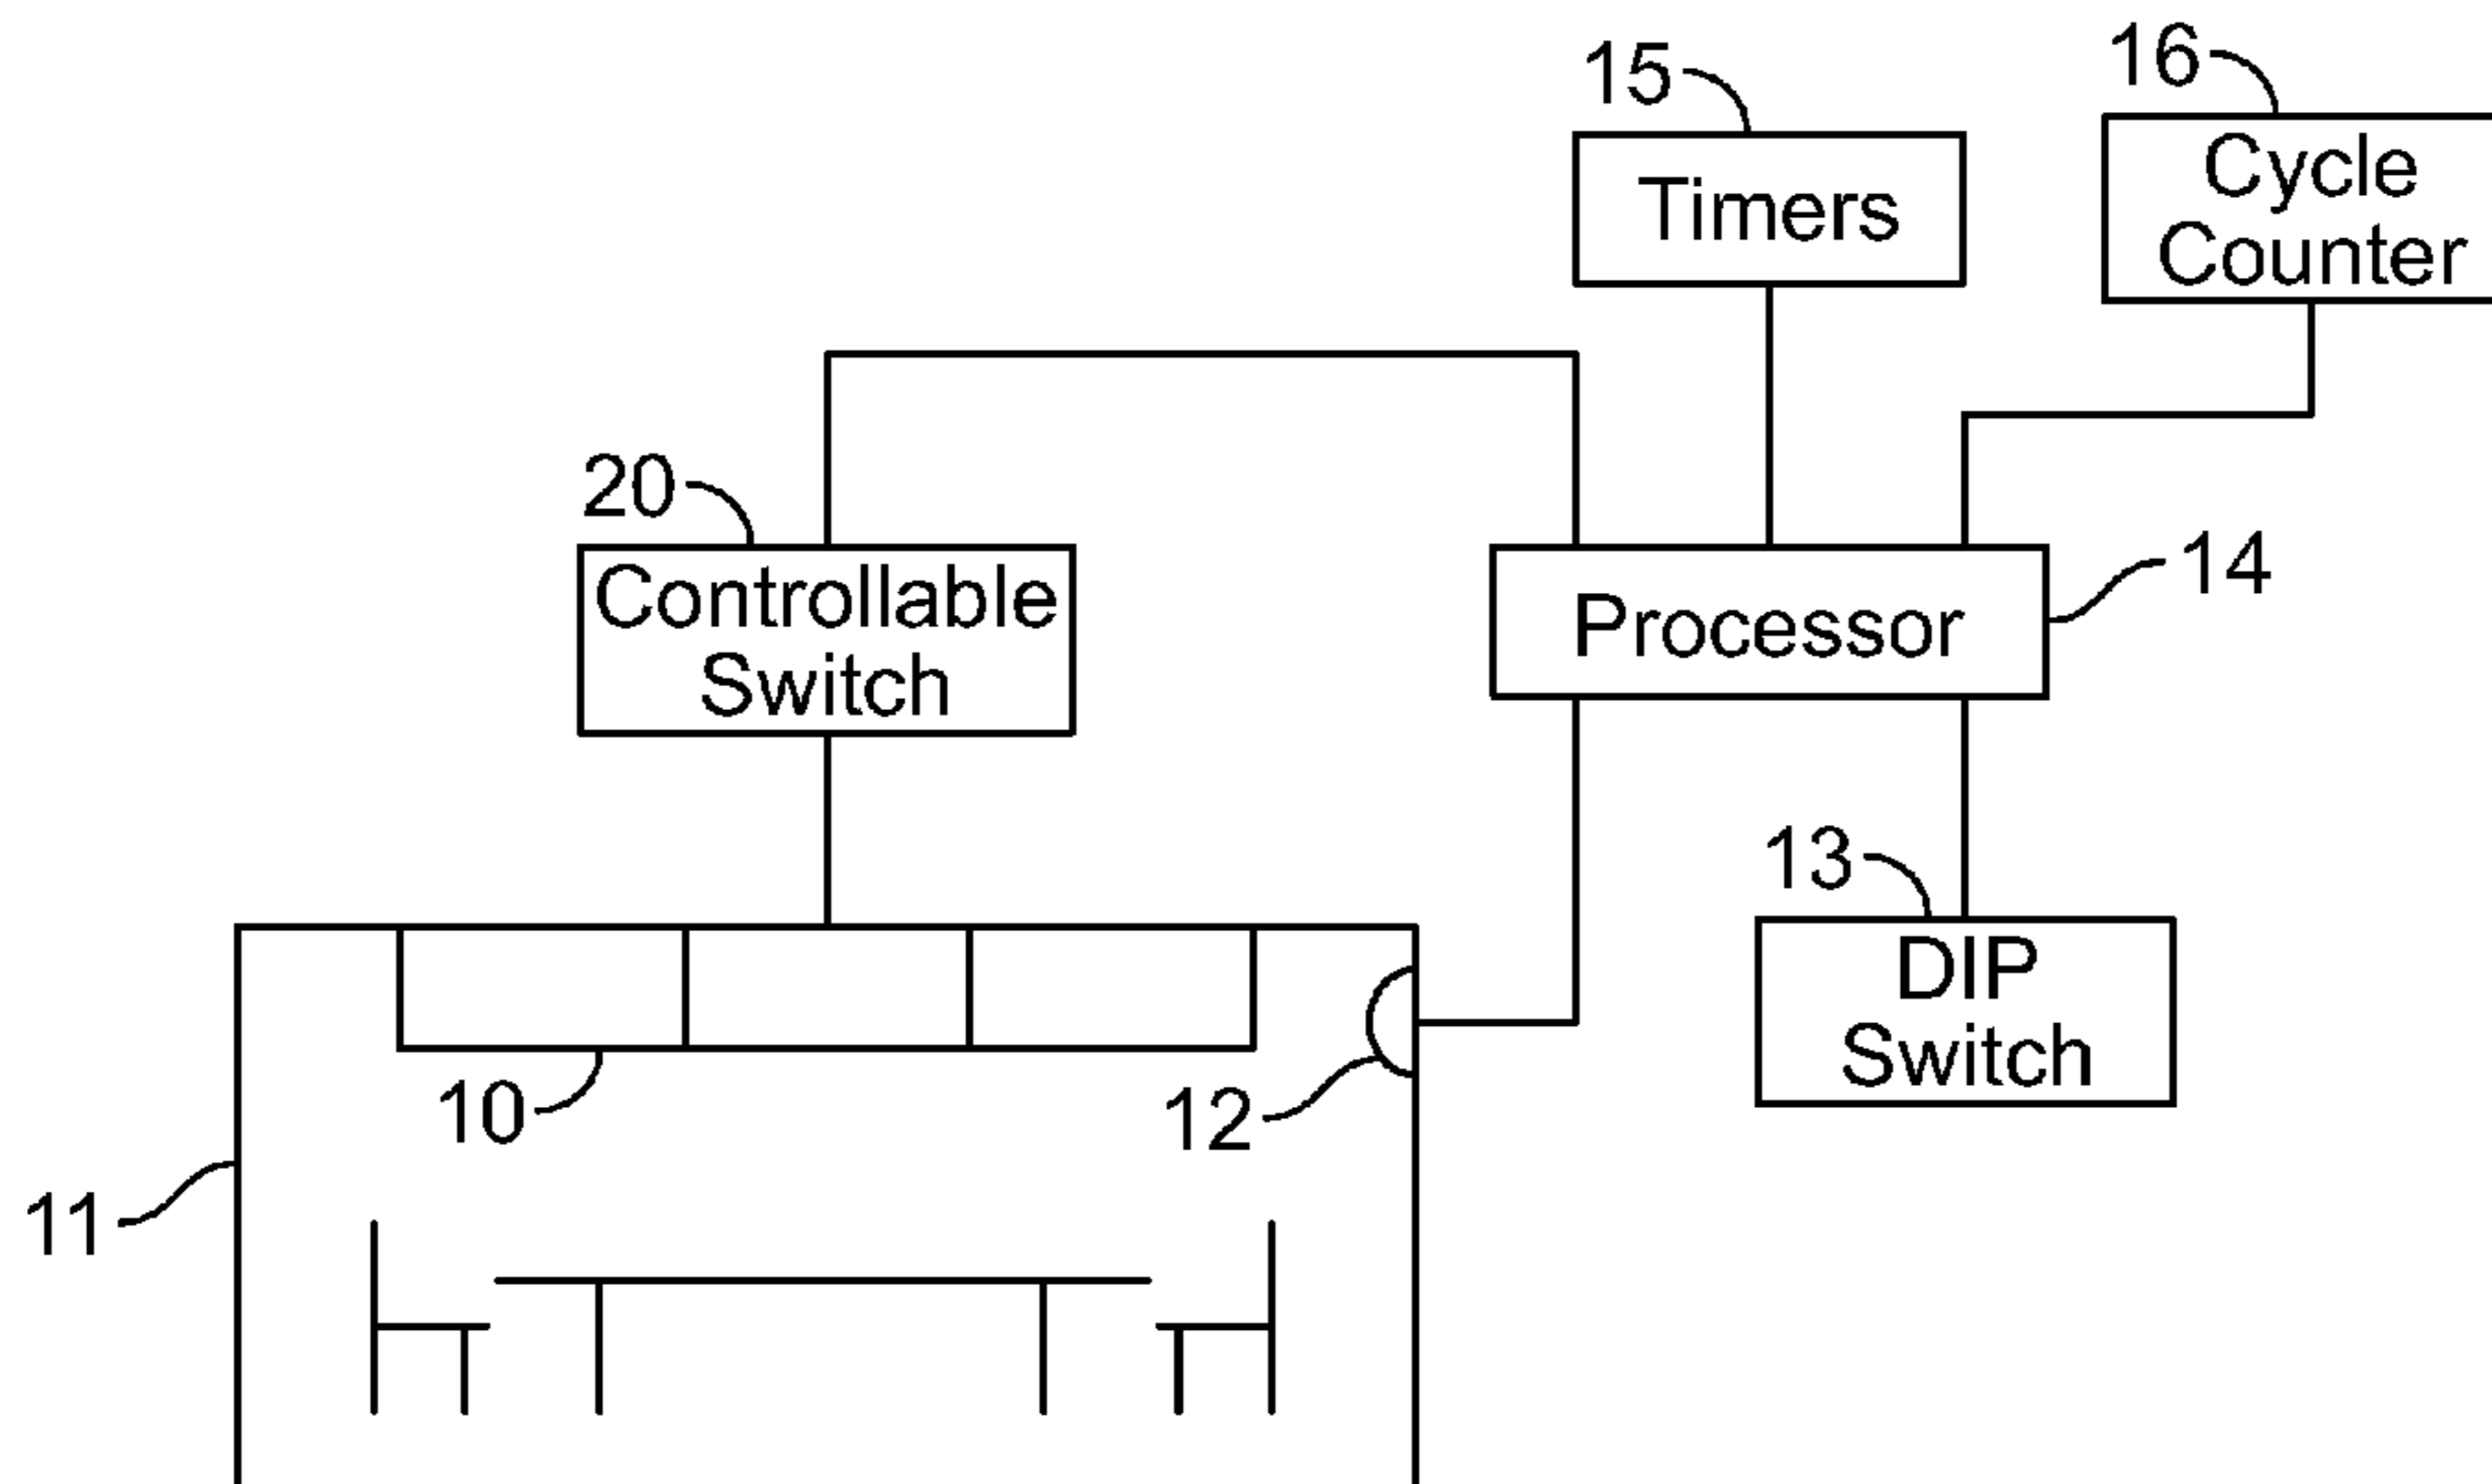 15
16
Timers
Cycle
Counter
20
Controllable
Switch
Processor
14
13
DIP
Switch
10
12
11